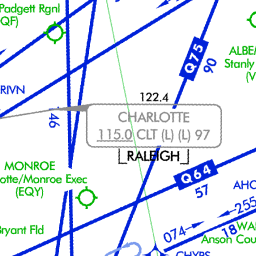 Padgett Rgnl
QF)
ALBE
Stanly
(V
Q75
90
RIVN
122.4
CHARLOTTE
115.0 CLT (L) (L) 97
RALEIGH
46
MONROE
otte/Monroe Exec
(EQY)
Q64
57
AHO
255
074
18
WA
Anson Cou
ryant Fld
CHYPS